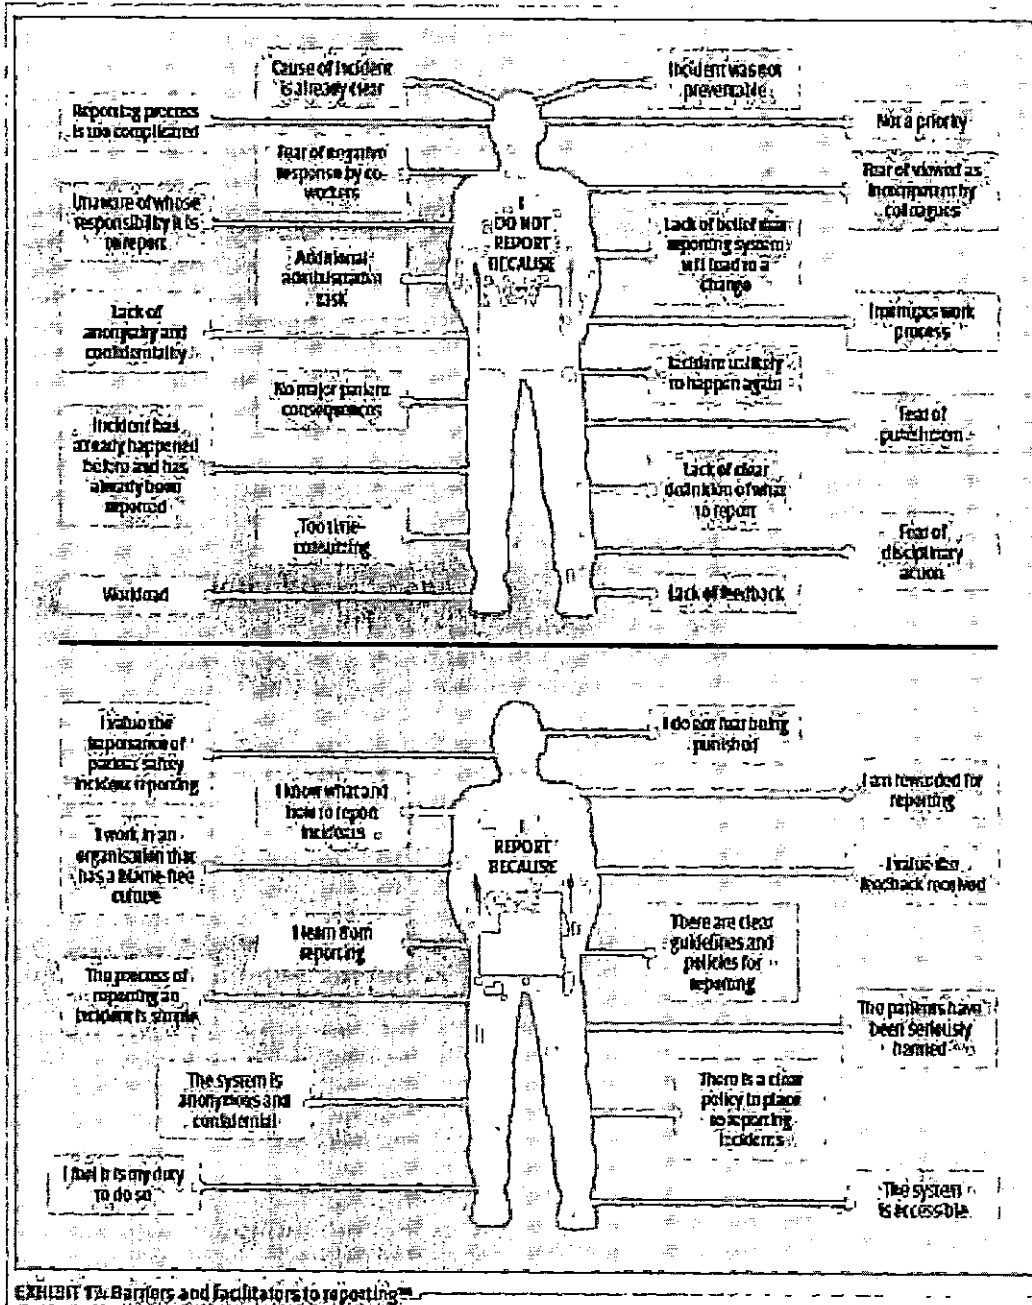 Cause of incident
is already clear
Incident was not
preventable
Reporting process
is too complicated
Not a priority
Fear of negative
response by co-
workers
Fear of viewed as
incompetent by
colleagues
Unaware of whose
responsibility it is
to report
I
DO NOT
REPORT
BECAUSE
Lack of belief that
reporting system
will lead to a
change
Additional
administrative
task
Lack of
anonymity and
confidentiality
Interrupts work
process
Incident unlikely
to happen again
No major patient
consequences
Incident has
already happened
before and has
already been
reported
Fear of
punishment
Lack of clear
definition of what
to report
Too time-
consuming
Fear of
disciplinary
action
Workload
Lack of feedback
I value the
importance of
patient safety
incident reporting
I do not fear being
punished
I know what and
how to report
incidents
I am rewarded for
reporting
I work in an
organisation that
has a blame-free
culture
I
REPORT
BECAUSE
I value the
feedback received
I learn from
reporting
There are clear
guidelines and
policies for
reporting
The process of
reporting an
incident is simple
The patients have
been seriously
harmed
The system is
anonymous and
confidential
There is a clear
policy in place
to reporting
incidents
I feel it is my duty
to do so
The system
is accessible
EXHIBIT 17: Barriers and facilitators to reporting